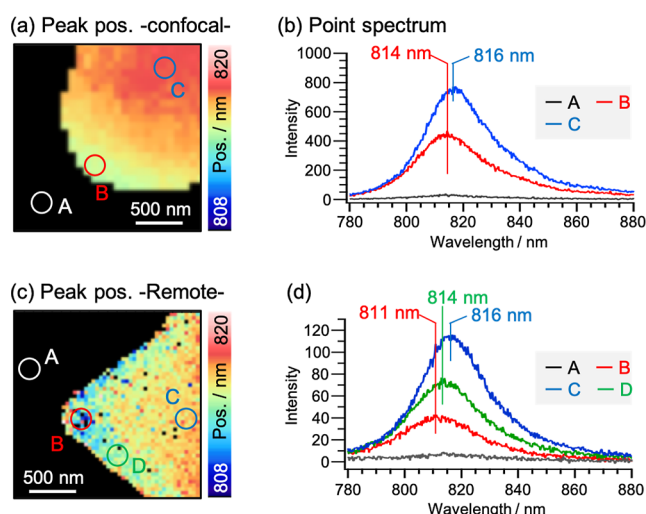 (a) Peak pos. -confocal-
C
B
A
500 nm
820
Pos. / nm
808
(b) Point spectrum
814 nm
816 nm
1000
800
600
400
200
0
Intensity
A
B
C
780
800
820
840
860
880
Wavelength / nm
(c) Peak pos. -Remote-
A
C
B
D
500 nm
820
Pos. / nm
808
(d)
814 nm
811 nm
816 nm
120
100
80
60
40
20
0
Intensity
A
B
C
D
780
800
820
840
860
880
Wavelength / nm